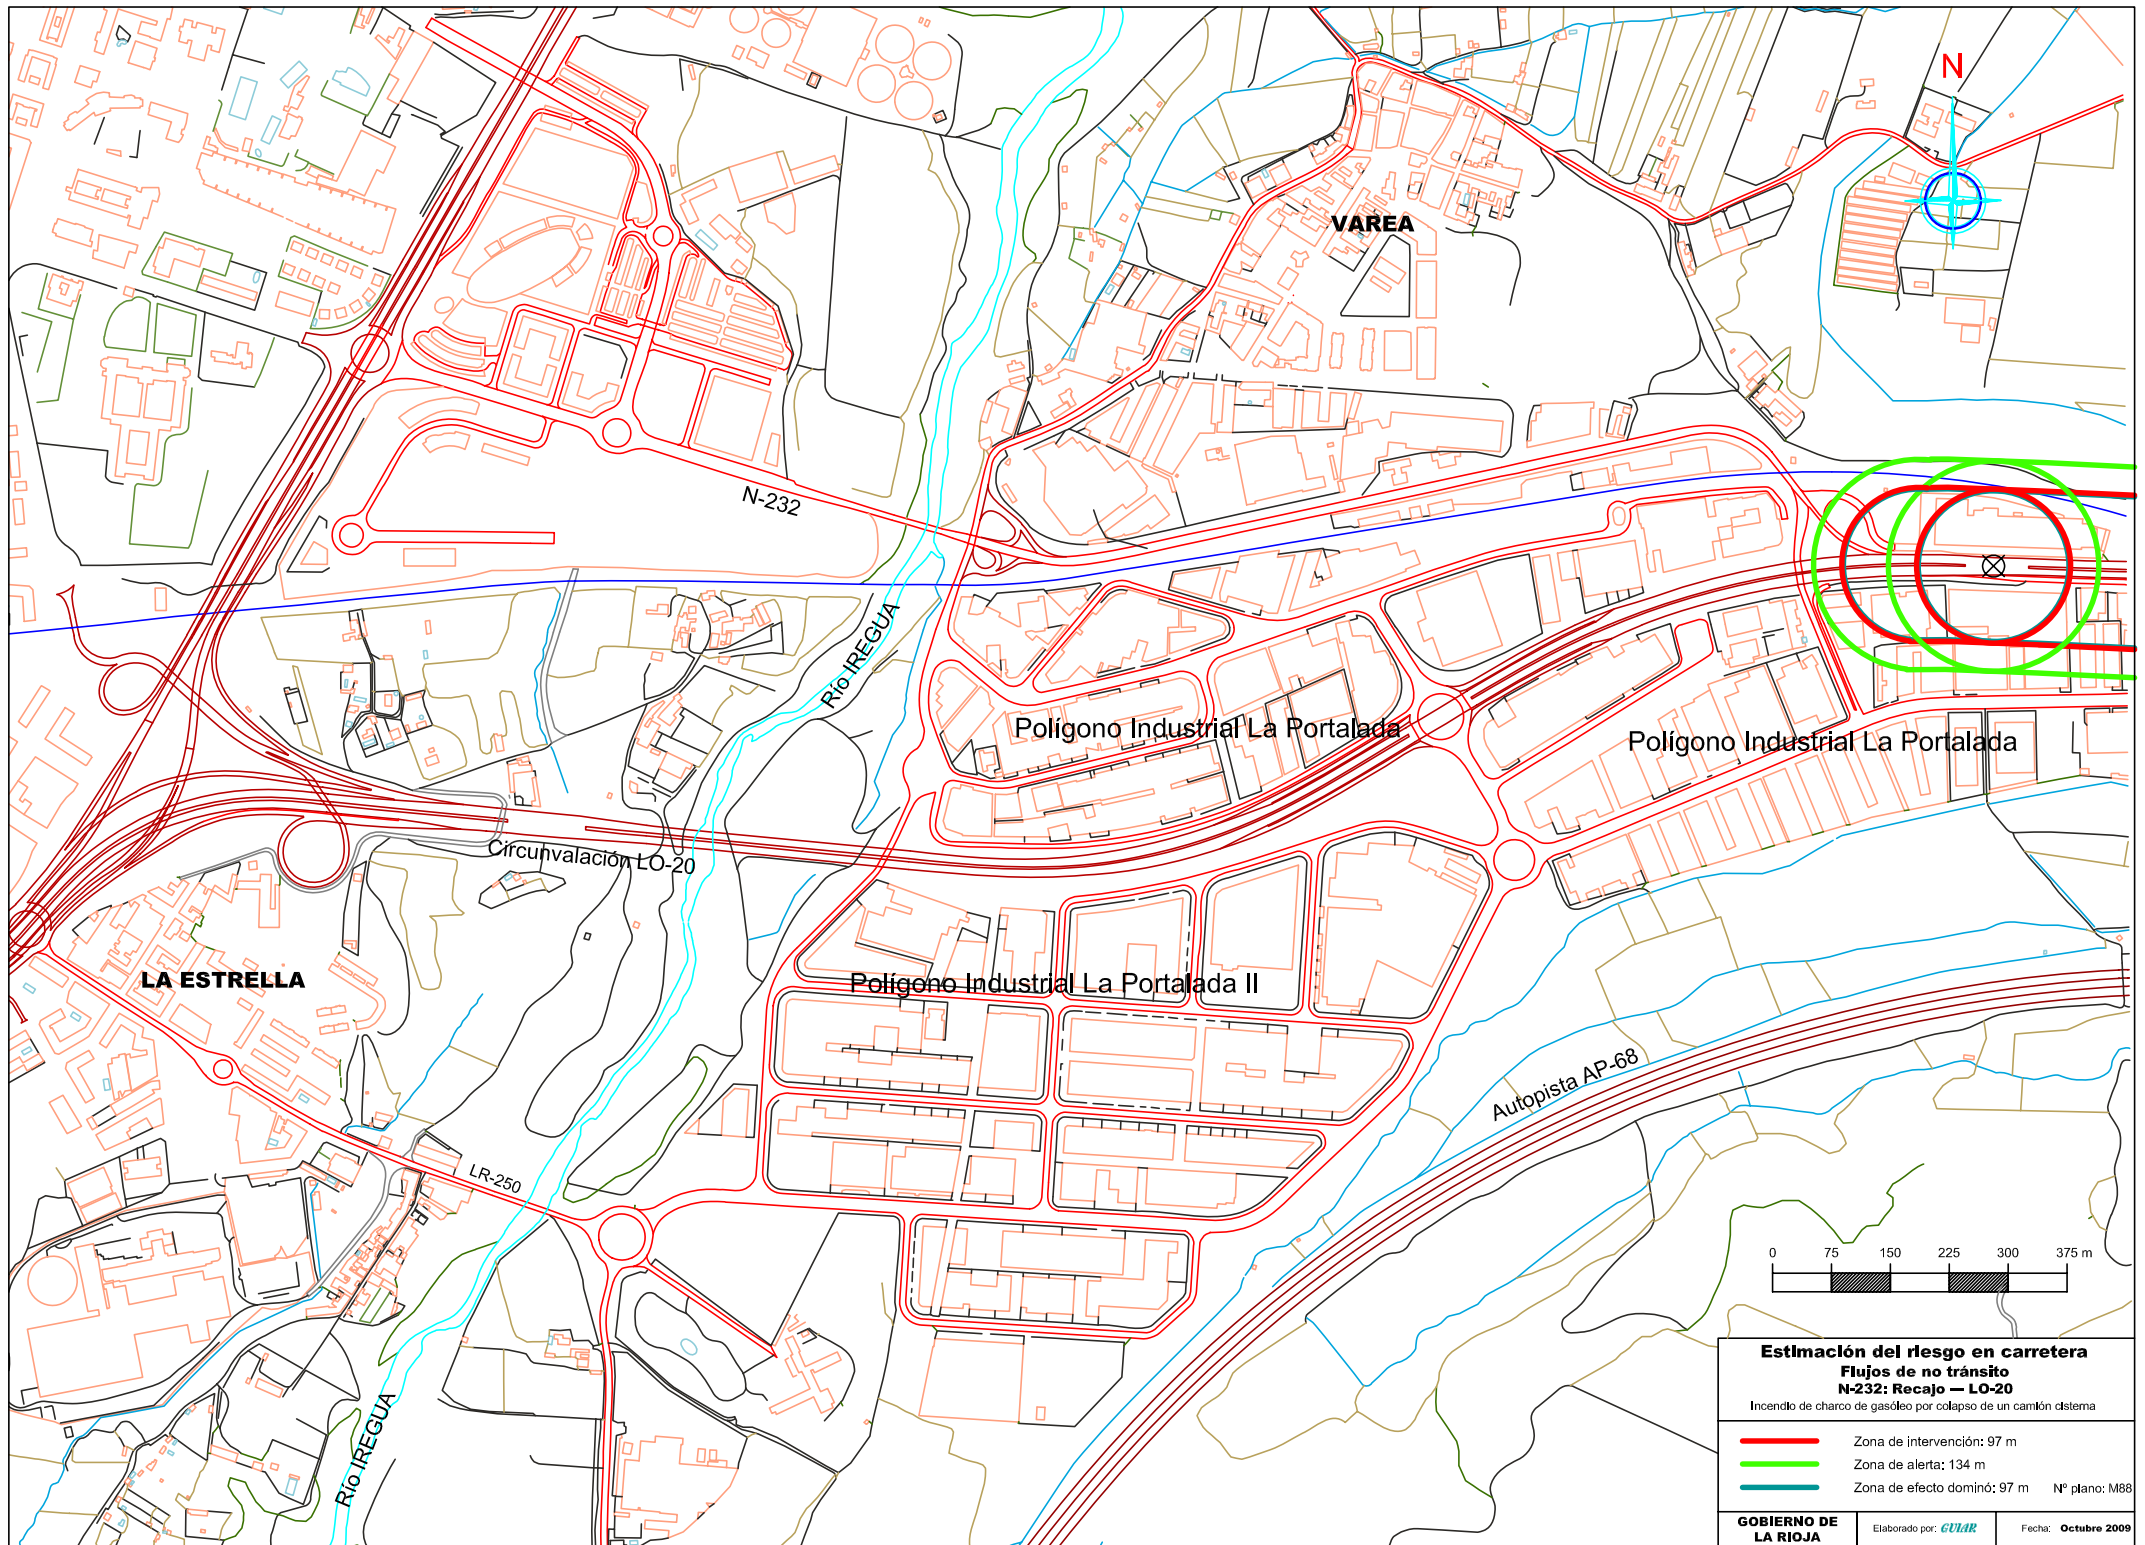 N
VAREA
N-232
Río IREGUA
Polígono Industrial La Portalada
Polígono Industrial La Portalada
Circunvalación LO-20
LA ESTRELLA
Polígono Industrial La Portalada II
Autopista AP-68
LR-250
Río IREGUA
0 75 150 225 300 375 m
Estimación del riesgo en carretera
Flujos de no tránsito
N-232: Recajo — LO-20
Incendio de charco de gasóleo por colapso de un camión cisterna
Zona de intervención: 97 m
Zona de alerta: 134 m
Zona de efecto dominó: 97 m Nº plano: M88
GOBIERNO DE
LA RIOJA
Elaborado por: GUIAR
Fecha: Octubre 2009